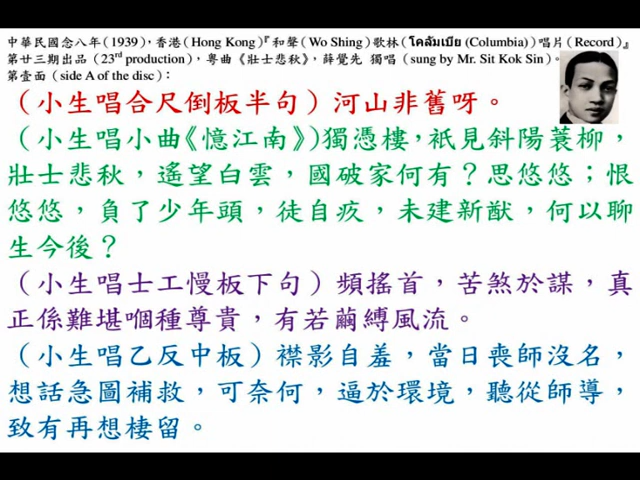 中華民國念八年(1939)，香港(Hong Kong)『和聲(Wo Shing)歌林(โคลัมเบีย (Columbia))唱片(Record)』
第廿三期出品 (23rd production)，粵曲《壯士悲秋》，薛覺先 獨唱 (sung by Mr. Sit Kok Sin)。
第壹面 (side A of the disc)：
（小生唱合尺倒板半句）河山非舊呀。
（小生唱小曲《憶江南》）獨憑樓，祇見斜陽蓑柳，
壯士悲秋，遙望白雲，國破家何有？思悠悠；恨
悠悠，負了少年頭，徒自疚，未建新猷，何以聊
生今後？
（小生唱士工慢板下句）頻搖首，苦煞於謀，真
正係難堪嗰種尊貴，有若繭縛風流。
（小生唱乙反中板）襟影自羞，當日喪師沒名，
想話急圖補救，可奈何，逼於環境，聽從師導，
致有再想棲留。